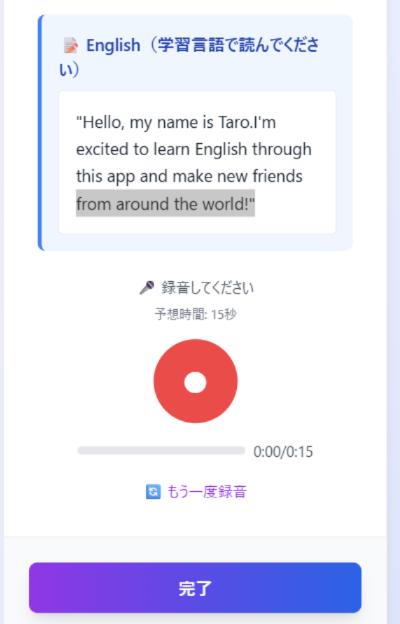 English（学習言語で読んでくださ
い）
"Hello, my name is Taro.I'm
excited to learn English through
this app and make new friends
from around the world!"
録音してください
予想時間: 15秒
0:00/0:15
もう一度録音
完了